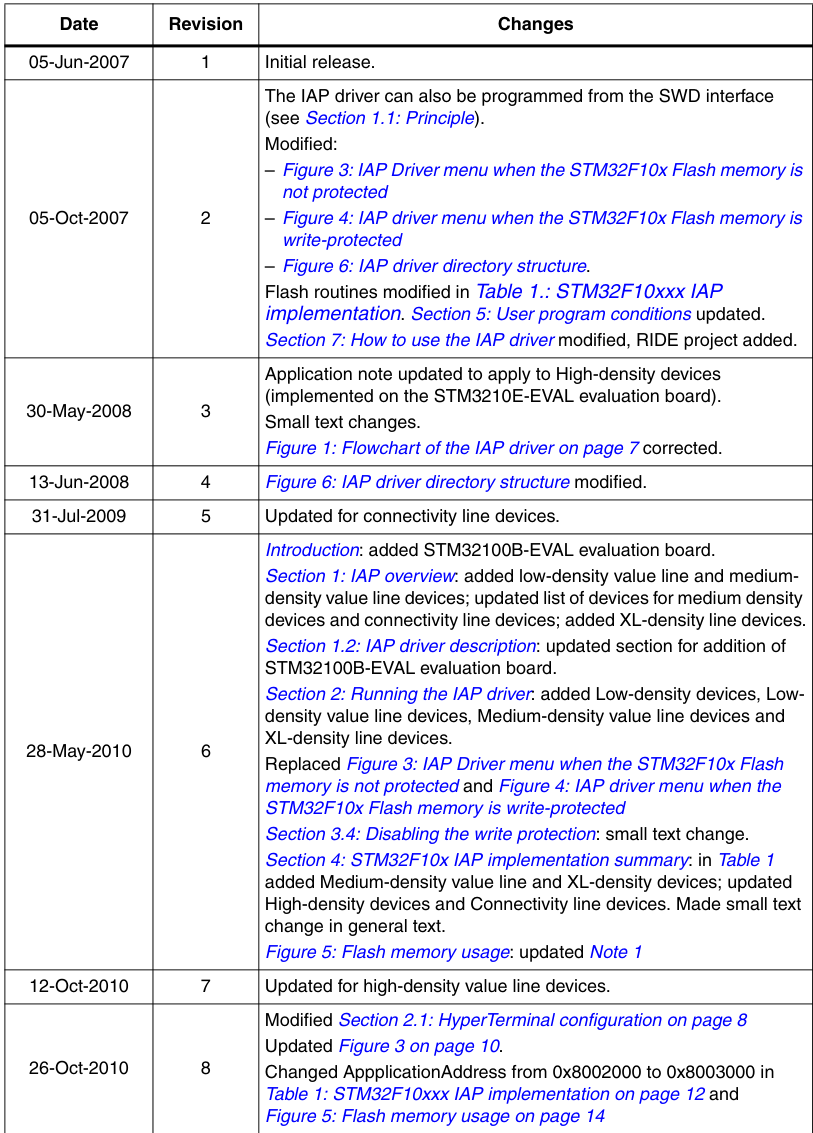 Date Revision Changes
05-Jun-2007 1 Initial release.
05-Oct-2007 2 The IAP driver can also be programmed from the SWD interface
(see Section 1.1: Principle).
Modified:
– Figure 3: IAP Driver menu when the STM32F10x Flash memory is
not protected
– Figure 4: IAP driver menu when the STM32F10x Flash memory is
write-protected
– Figure 6: IAP driver directory structure.
Flash routines modified in Table 1.: STM32F10xxx IAP
implementation. Section 5: User program conditions updated.
Section 7: How to use the IAP driver modified, RIDE project added.
30-May-2008 3 Application note updated to apply to High-density devices
(implemented on the STM3210E-EVAL evaluation board).
Small text changes.
Figure 1: Flowchart of the IAP driver on page 7 corrected.
13-Jun-2008 4 Figure 6: IAP driver directory structure modified.
31-Jul-2009 5 Updated for connectivity line devices.
28-May-2010 6 Introduction: added STM32100B-EVAL evaluation board.
Section 1: IAP overview: added low-density value line and medium-
density value line devices; updated list of devices for medium density
devices and connectivity line devices; added XL-density line devices.
Section 1.2: IAP driver description: updated section for addition of
STM32100B-EVAL evaluation board.
Section 2: Running the IAP driver: added Low-density devices, Low-
density value line devices, Medium-density value line devices and
XL-density line devices.
Replaced Figure 3: IAP Driver menu when the STM32F10x Flash
memory is not protected and Figure 4: IAP driver menu when the
STM32F10x Flash memory is write-protected
Section 3.4: Disabling the write protection: small text change.
Section 4: STM32F10x IAP implementation summary: in Table 1
added Medium-density value line and XL-density devices; updated
High-density devices and Connectivity line devices. Made small text
change in general text.
Figure 5: Flash memory usage: updated Note 1
12-Oct-2010 7 Updated for high-density value line devices.
26-Oct-2010 8 Modified Section 2.1: HyperTerminal configuration on page 8
Updated Figure 3 on page 10.
Changed AppplicationAddress from 0x8002000 to 0x8003000 in
Table 1: STM32F10xxx IAP implementation on page 12 and
Figure 5: Flash memory usage on page 14